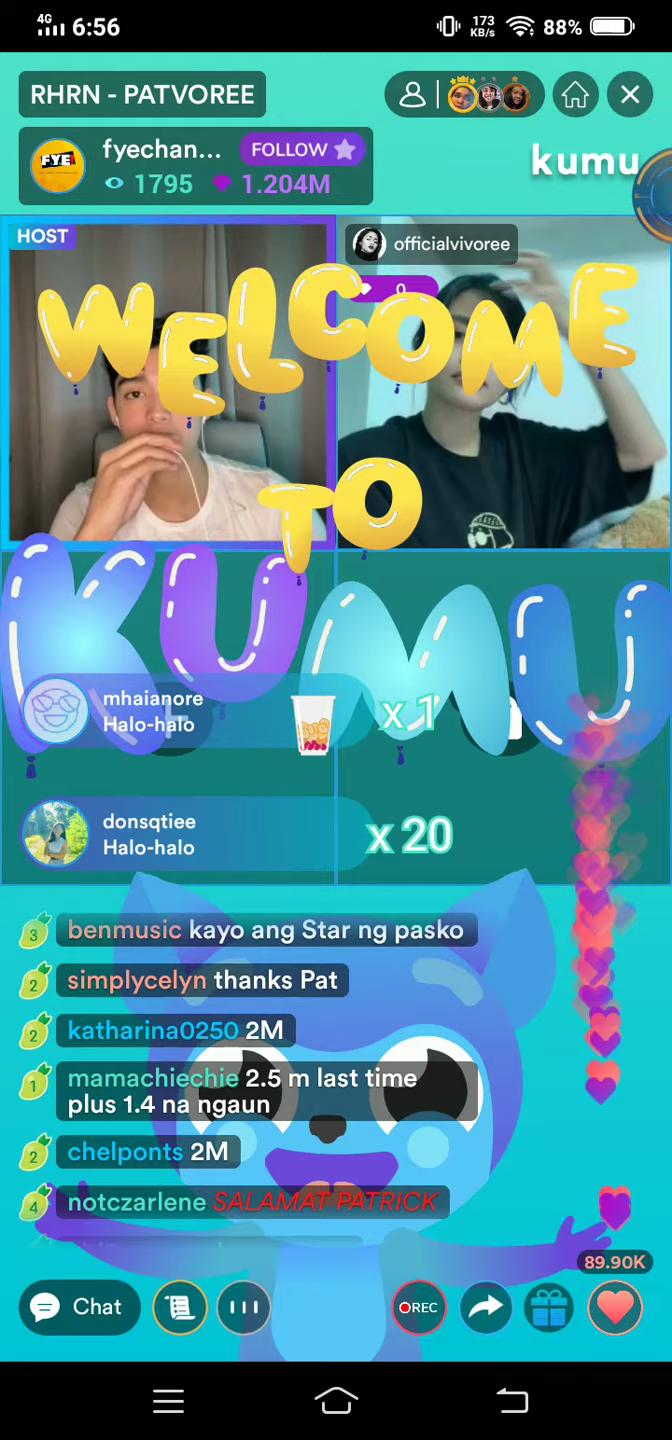 4G 6:56 173 KB/s 88%
RHRN - PATVOREE
fyechan... FOLLOW
1795 1.204M
kumu
FYE
HOST
officialvivoree
0
WELCOME
TO
KUMU
mhaianore
Halo-halo
x 1
donsqtiee
Halo-halo
x 20
3 benmusic kayo ang Star ng pasko
2 simplycelyn thanks Pat
2 katharina0250 2M
1 mamachiechie 2.5 m last time
plus 1.4 na ngaun
2 chelponts 2M
4 notczarlene SALAMAT PATRICK
89.90K
Chat REC